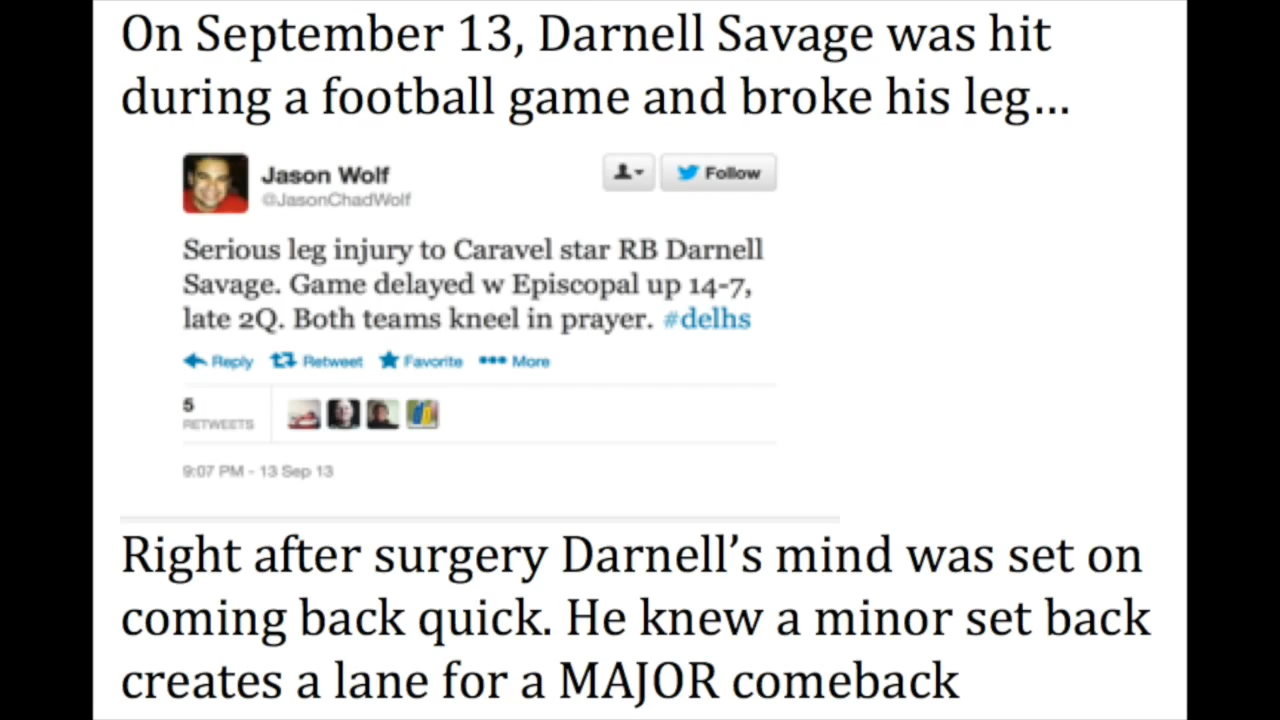 On September 13, Darnell Savage was hit
during a football game and broke his leg…
Jason Wolf
@JasonChadWolf
Follow
Serious leg injury to Caravel star RB Darnell
Savage. Game delayed w Episcopal up 14-7,
late 2Q. Both teams kneel in prayer. #delhs
Reply Retweet Favorite More
5
RETWEETS
9:07 PM - 13 Sep 13
Right after surgery Darnell’s mind was set on
coming back quick. He knew a minor set back
creates a lane for a MAJOR comeback